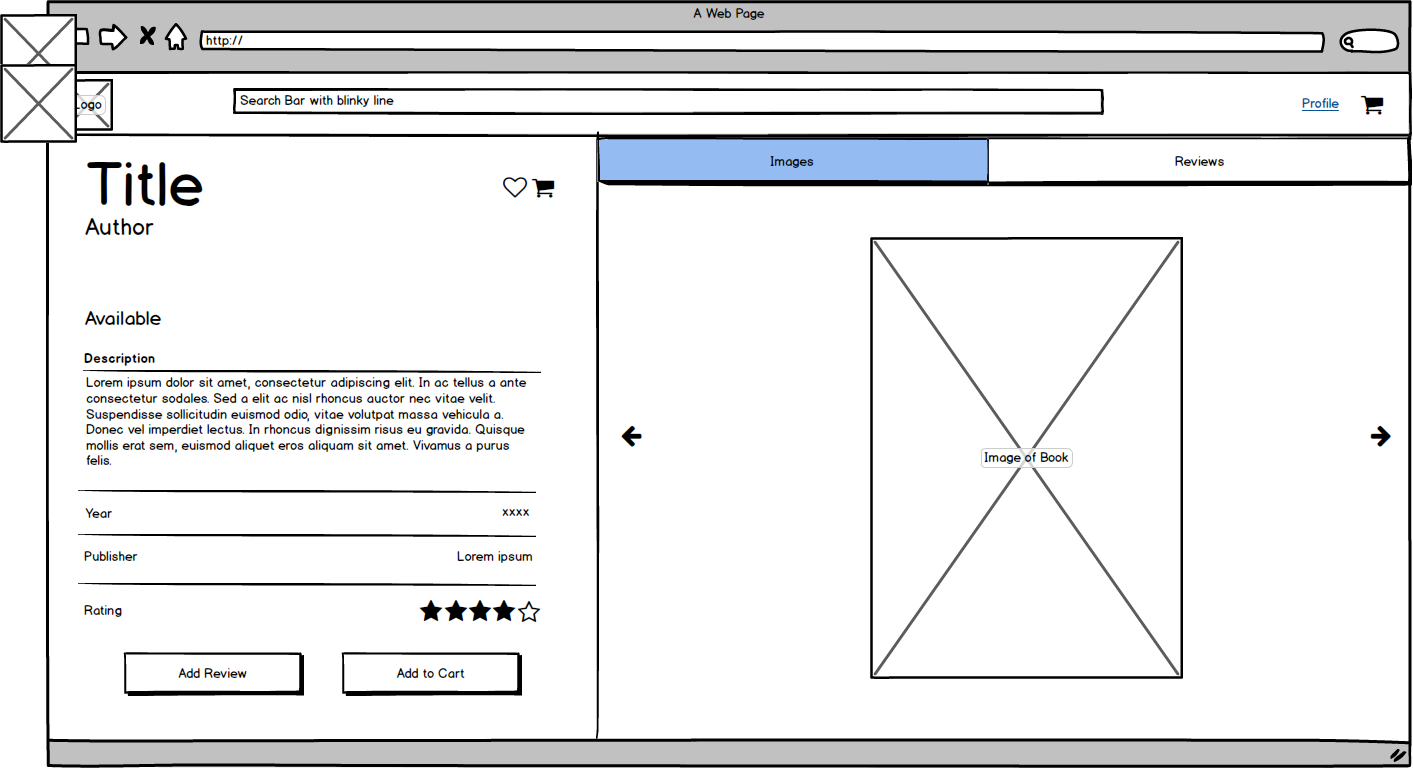 A Web Page
http://
Logo
Search Bar with blinky line
Profile
Title
Author
Available
Description
Lorem ipsum dolor sit amet, consectetur adipiscing elit. In ac tellus a ante
consectetur sodales. Sed a elit ac nisl rhoncus auctor nec vitae velit.
Suspendisse sollicitudin euismod odio, vitae volutpat massa vehicula a.
Donec vel imperdiet lectus. In rhoncus dignissim risus eu gravida. Quisque
mollis erat sem, euismod aliquet eros aliquam sit amet. Vivamus a purus
felis.
Year xxxx
Publisher Lorem ipsum
Rating
Add Review Add to Cart
Images Reviews
Image of Book